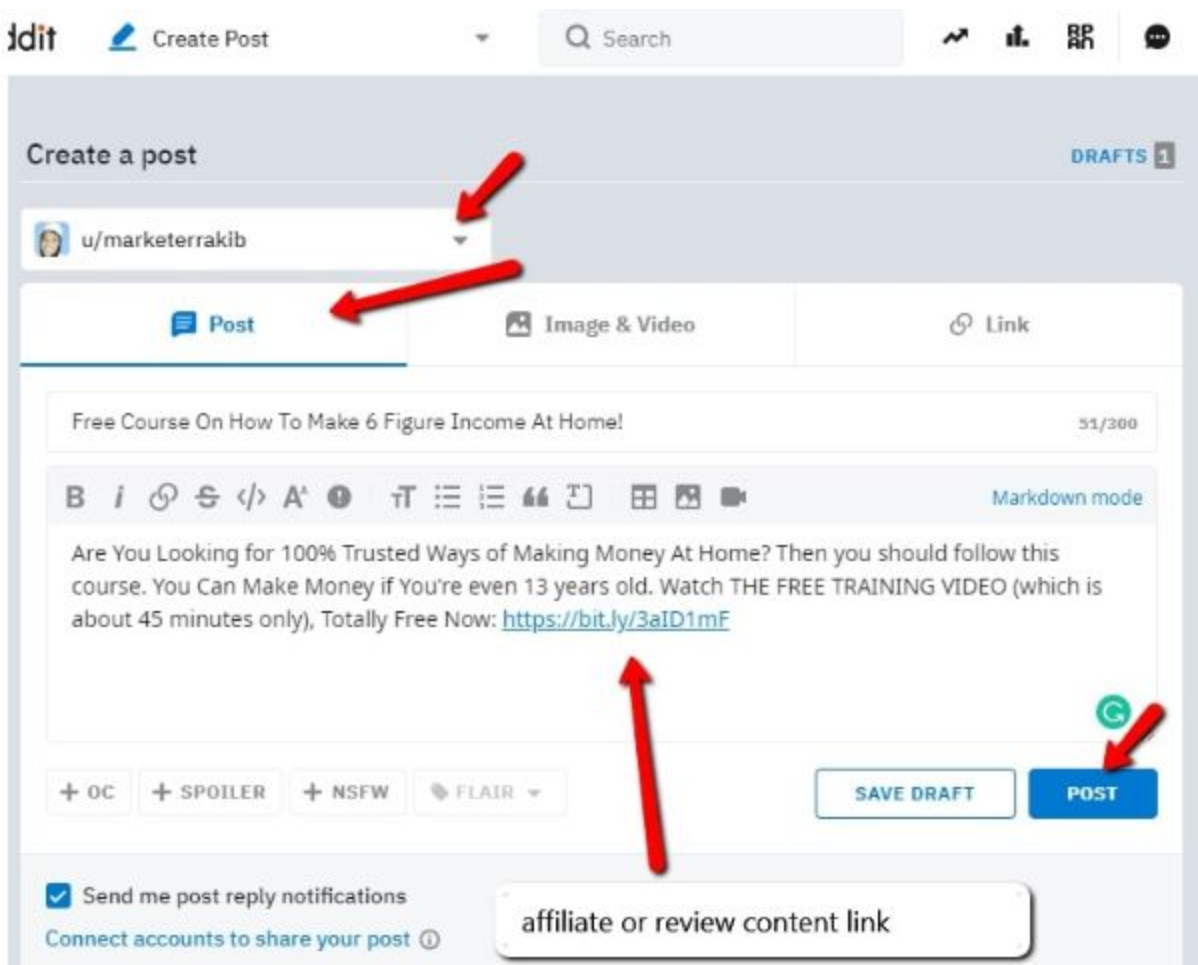 ddit Create Post Search
Create a post DRAFTS 1
u/marketerrakib
Post Image & Video Link
Free Course On How To Make 6 Figure Income At Home! 51/300
Markdown mode
Are You Looking for 100% Trusted Ways of Making Money At Home? Then you should follow this
course. You Can Make Money if You're even 13 years old. Watch THE FREE TRAINING VIDEO (which is
about 45 minutes only), Totally Free Now: https://bit.ly/3aID1mF
+ OC + SPOILER + NSFW FLAIR SAVE DRAFT POST
Send me post reply notifications
Connect accounts to share your post
affiliate or review content link